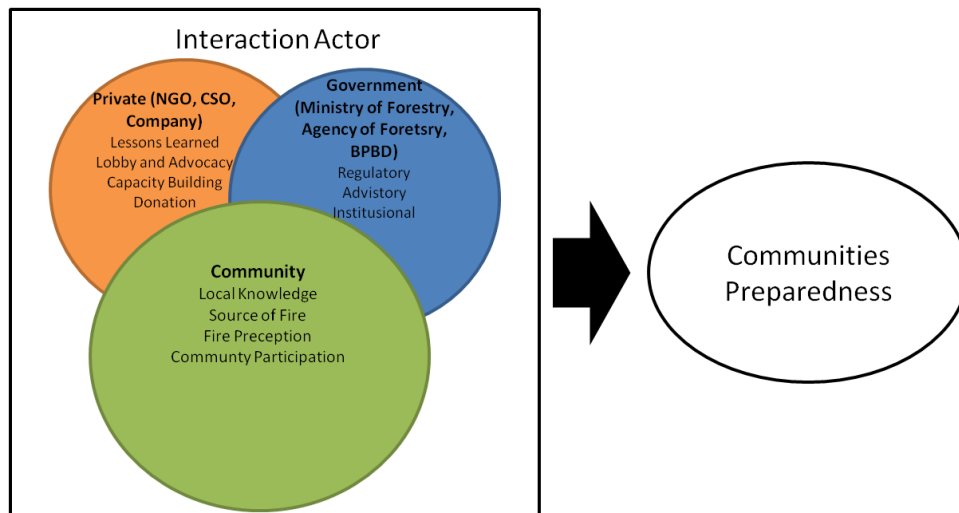 Interaction Actor
Private (NGO, CSO,
Company)
Lessons Learned
Lobby and Advocacy
Capacity Building
Donation
Government
(Ministry of Forestry,
Agency of Foretsry,
BPBD)
Regulatory
Advistory
Institusional
Community
Local Knowledge
Source of Fire
Fire Preception
Communty Participation
Communities
Preparedness